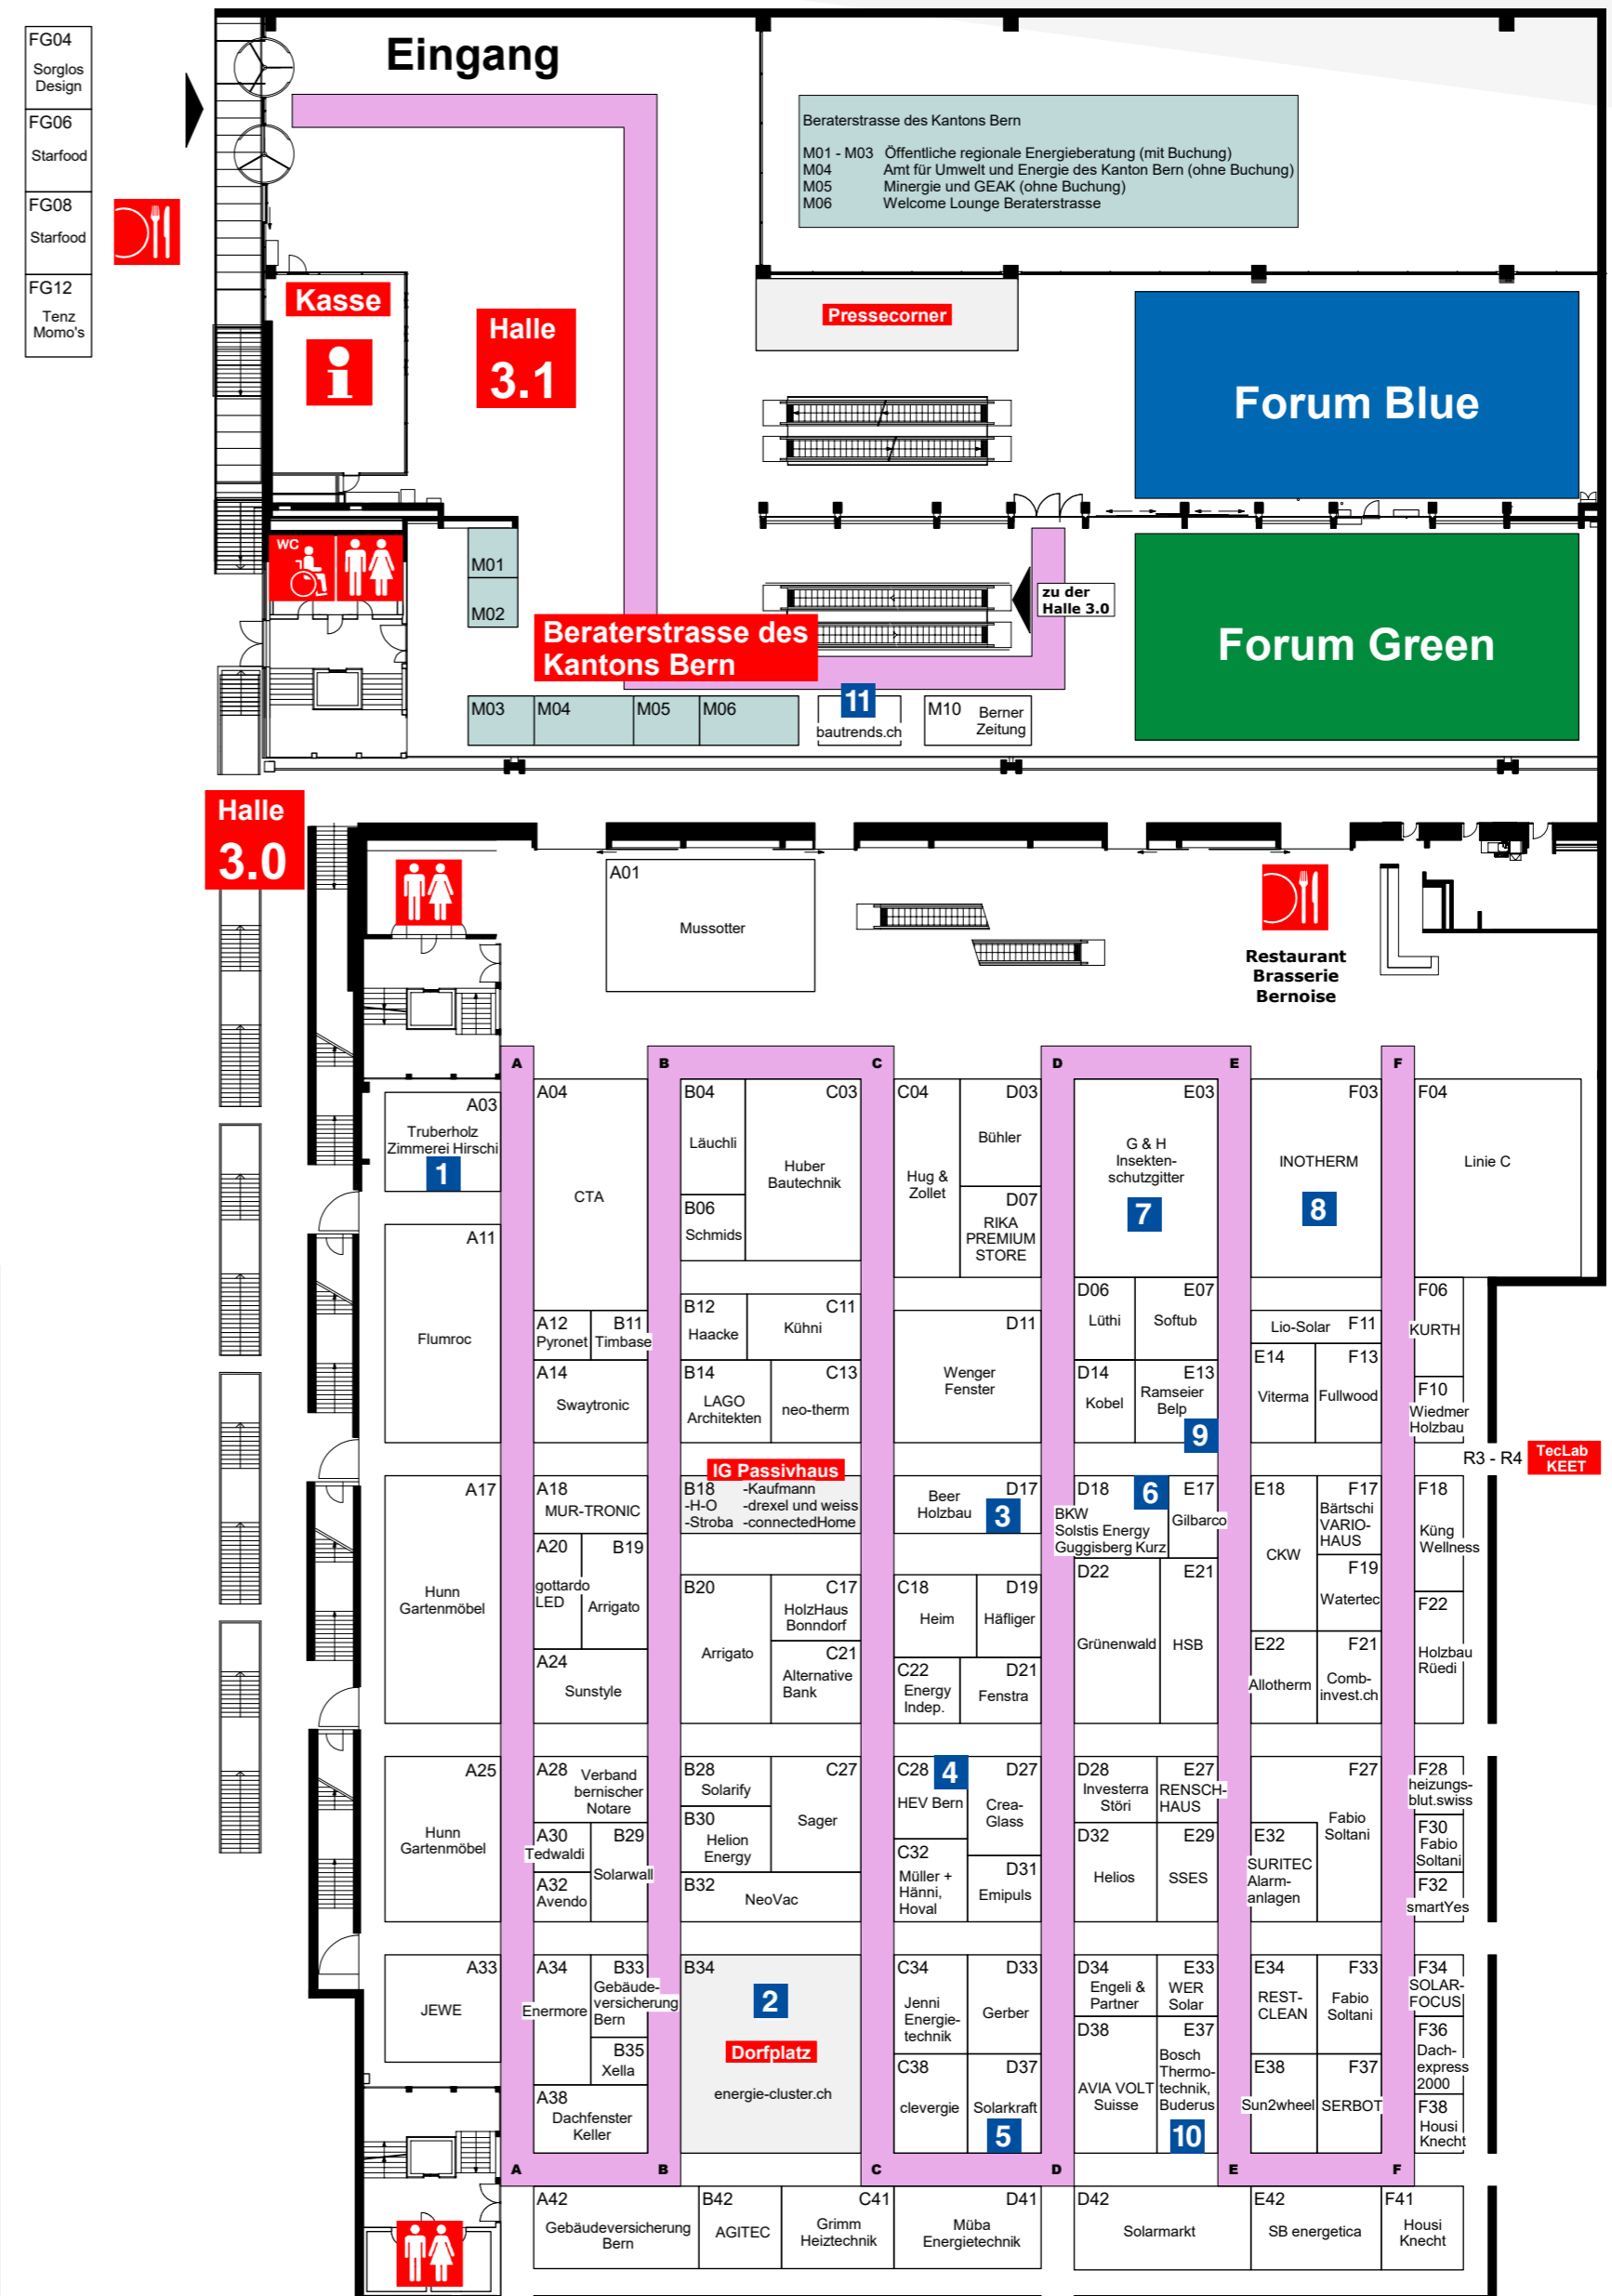 FG04
Sorglos
Design
FG06
Starfood
FG08
Starfood
FG12
Tenz
Momo's
Eingang
Beraterstrasse des Kantons Bern
M01 - M03 Öffentliche regionale Energieberatung (mit Buchung)
M04 Amt für Umwelt und Energie des Kanton Bern (ohne Buchung)
M05 Minergie und GEAK (ohne Buchung)
M06 Welcome Lounge Beraterstrasse
Kasse
i
Halle
3.1
Pressecorner
Forum Blue
WC
M01
M02
zu der
Halle 3.0
Beraterstrasse des
Kantons Bern
Forum Green
M03 M04 M05 M06
11
bautrends.ch
M10 Berner
Zeitung
Halle
3.0
A01
Mussotter
Restaurant
Brasserie
Bernoise
A B C D E F
A03
Truberholz
Zimmerei Hirschi
1
A04
CTA
B04
Läuchli
B06
Schmids
C03
Huber
Bautechnik
C04
Hug &
Zollet
D03
Bühler
D07
RIKA
PREMIUM
STORE
E03
G & H
Insekten-
schutzgitter
7
F03
INOTHERM
8
F04
Linie C
A11
Flumroc
A12
Pyronet
B11
Timbase
A14
Swaytronic
B12
Haacke
C11
Kühni
B14
LAGO
Architekten
C13
neo-therm
D11
Wenger
Fenster
D06
Lüthi
E07
Softub
D14
Kobel
E13
Ramseier
Belp
9
Lio-Solar F11
E14
Viterma
F13
Fullwood
F06
KURTH
F10
Wiedmer
Holzbau
R3 - R4
TecLab
KEET
A17
Hunn
Gartenmöbel
A18
MUR-TRONIC
A20
gottardo
LED
B19
Arrigato
A24
Sunstyle
IG Passivhaus
B18 -Kaufmann
-H-O -drexel und weiss
-Stroba -connectedHome
B20
Arrigato
C17
HolzHaus
Bonndorf
C21
Alternative
Bank
D17
Beer
Holzbau
3
C18
Heim
D19
Häfliger
C22
Energy
Indep.
D21
Fenstra
D18
6
BKW
Solstis Energy
Guggisberg Kurz
E17
Gilbarco
D22
Grünenwald
E21
HSB
E18
CKW
F17
Bärtschi
VARIO-
HAUS
F19
Watertec
E22
Allotherm
F21
Comb-
invest.ch
F18
Küng
Wellness
F22
Holzbau
Rüedi
A25
Hunn
Gartenmöbel
A28
Verband
bernischer
Notare
A30
Tedwaldi
B29
Solarwall
A32
Avendo
B28
Solarify
B30
Helion
Energy
C27
Sager
B32
NeoVac
C28
4
HEV Bern
D27
Crea-
Glass
C32
Müller +
Hänni,
Hoval
D31
Emipuls
D28
Investerra
Störi
E27
RENSCH-
HAUS
D32
Helios
E29
SSES
F27
Fabio
Soltani
E32
SURITEC
Alarm-
anlagen
F28
heizungs-
blut.swiss
F30
Fabio
Soltani
F32
smartYes
A33
JEWE
A34
Enermore
B33
Gebäude-
versicherung
Bern
B35
Xella
A38
Dachfenster
Keller
B34
2
Dorfplatz
energie-cluster.ch
C34
Jenni
Energie-
technik
D33
Gerber
C38
clevergie
D37
Solarkraft
5
D34
Engeli &
Partner
E33
WER
Solar
D38
AVIA VOLT
Suisse
E37
Bosch
Thermo-
technik,
Buderus
10
E34
REST-
CLEAN
F33
Fabio
Soltani
E38
Sun2wheel
F37
SERBOT
F34
SOLAR-
FOCUS
F36
Dach-
express
2000
F38
Housi
Knecht
A B C D E F
A42
Gebäudeversicherung
Bern
B42
AGITEC
C41
Grimm
Heiztechnik
D41
Müba
Energietechnik
D42
Solarmarkt
E42
SB energetica
F41
Housi
Knecht